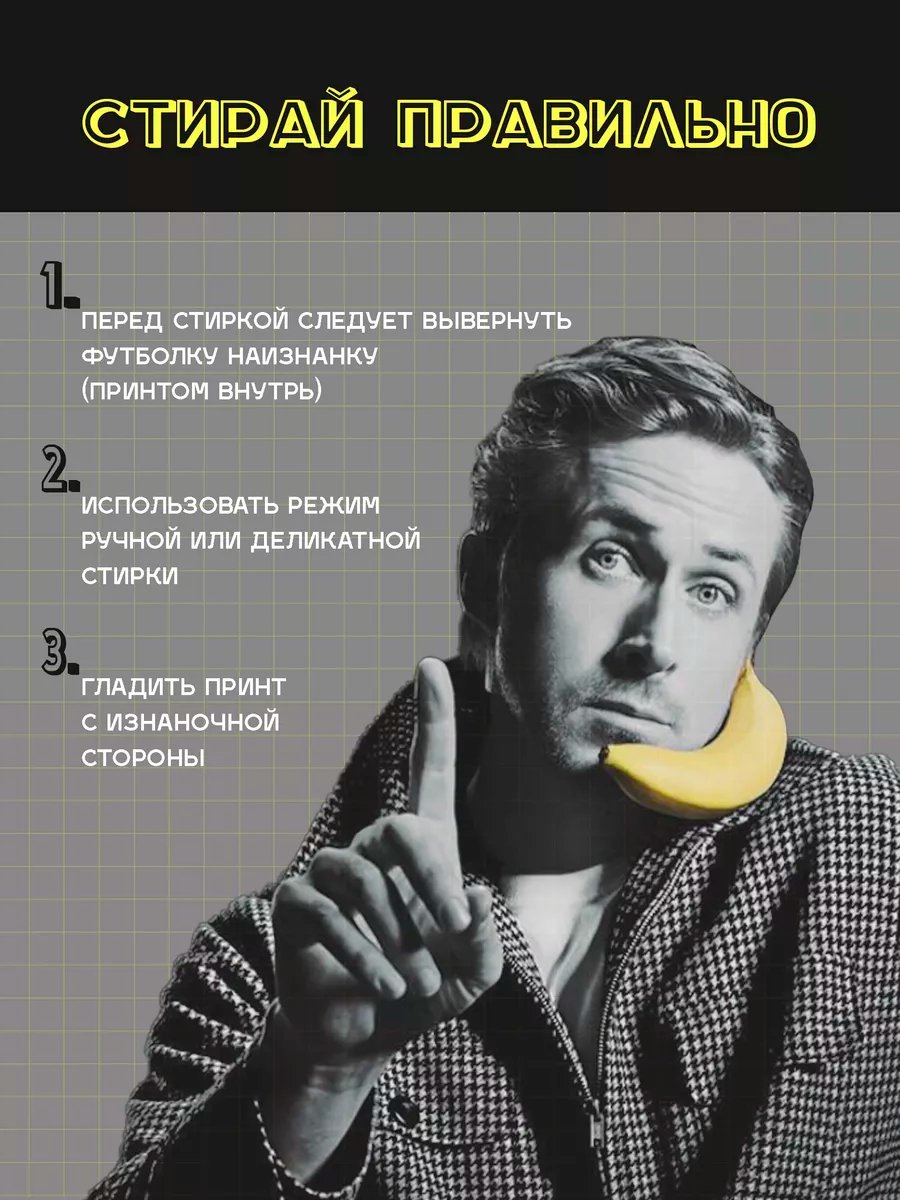 СТИРАЙ ПРАВИЛЬНО
1.
ПЕРЕД СТИРКОЙ СЛЕДУЕТ ВЫВЕРНУТЬ
ФУТБОЛКУ НАИЗНАНКУ
(ПРИНТОМ ВНУТРЬ)
2.
ИСПОЛЬЗОВАТЬ РЕЖИМ
РУЧНОЙ ИЛИ ДЕЛИКАТНОЙ
СТИРКИ
3.
ГЛАДИТЬ ПРИНТ
С ИЗНАНОЧНОЙ
СТОРОНЫ